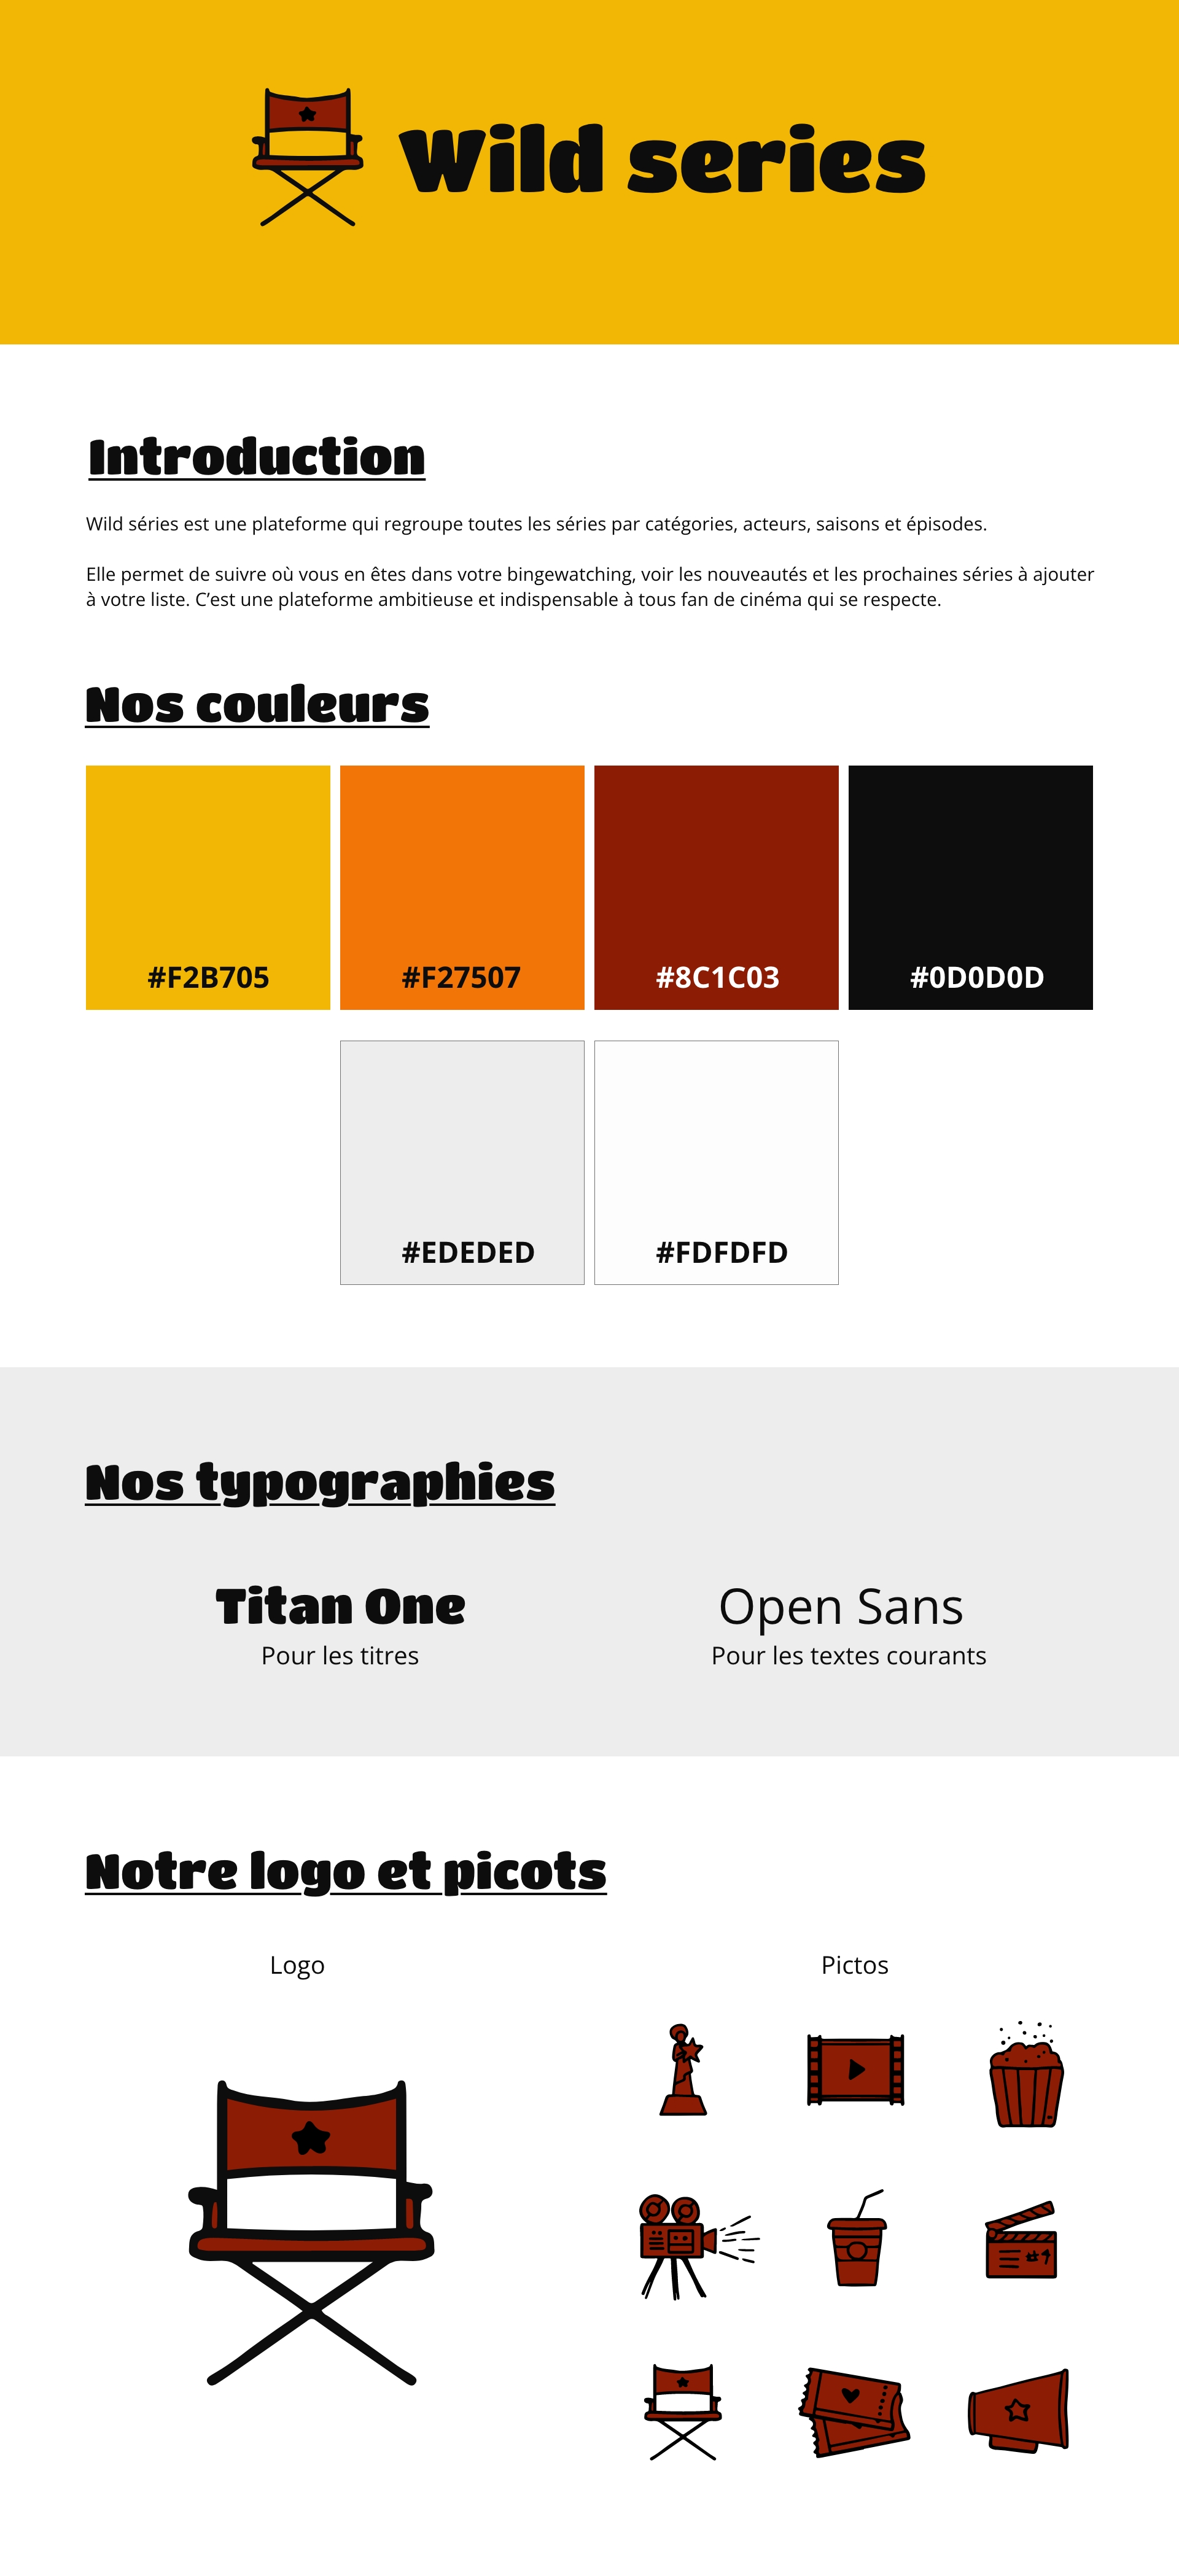 Wild series
Introduction
Wild séries est une plateforme qui regroupe toutes les séries par catégories, acteurs, saisons et épisodes.
Elle permet de suivre où vous en êtes dans votre bingewatching, voir les nouveautés et les prochaines séries à ajouter
à votre liste. C’est une plateforme ambitieuse et indispensable à tous fan de cinéma qui se respecte.
Nos couleurs
#F2B705 #F27507 #8C1C03 #0D0D0D
#EDEDED #FDFDFD
Nos typographies
Titan One
Pour les titres
Open Sans
Pour les textes courants
Notre logo et picots
Logo
Pictos
#1